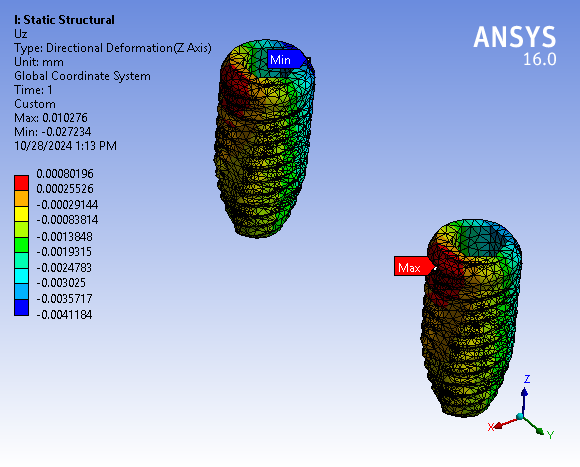 I: Static Structural
Uz
Type: Directional Deformation(Z Axis)
Unit: mm
Global Coordinate System
Time: 1
Custom
Max: 0.010276
Min: -0.027234
10/28/2024 1:13 PM
ANSYS
16.0
0.00080196
0.00025526
-0.00029144
-0.00083814
-0.0013848
-0.0019315
-0.0024783
-0.003025
-0.0035717
-0.0041184
Min
Max
Z
X
Y